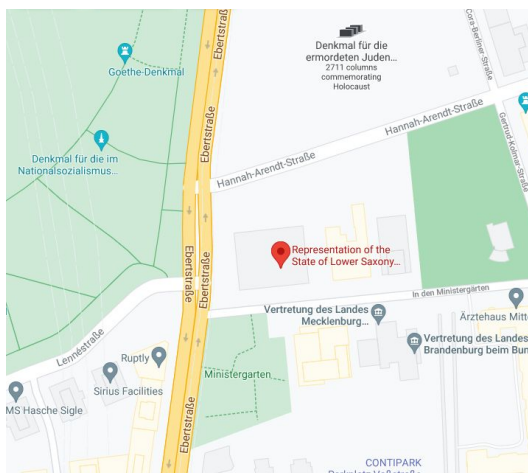 Cora-Berliner-Straße
Ebertstraße
Goethe-Denkmal
Denkmal für die
ermordeten Juden...
2711 columns
commemorating
Holocaust
Hannah-Arendt-Straße
Gertrud-Kolmar-Straße
Ebertstraße
Denkmal für die im
Nationalsozialismus...
Hannah-Arendt-Straße
Ebertstraße
Representation of the
State of Lower Saxony...
Ebertstraße
In den Ministergärten
Lennéstraße
Vertretung des Landes
Mecklenburg...
Ärztehaus Mitte
Vertretung des Landes
Brandenburg beim Bun
Ruptly
Sirius Facilities
Ministergarten
MS Hasche Sigle
Ebertstraße
CONTIPARK